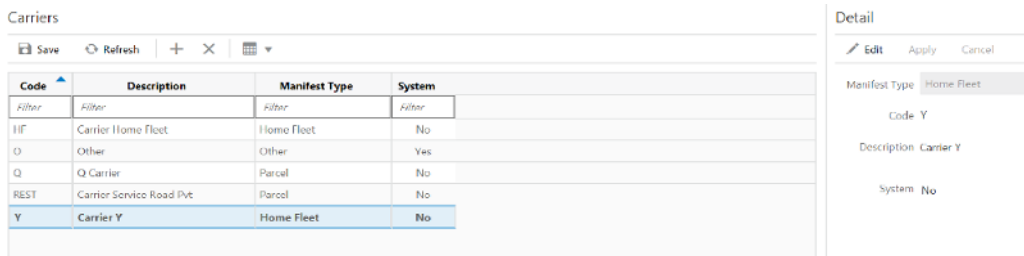 Carriers
Save Refresh
Code Description Manifest Type System
Filter Filter Filter Filter
HF Carrier Home Fleet Home Fleet No
O Other Other Yes
Q Q Carrier Parcel No
REST Carrier Service Road Pvt Parcel No
Y Carrier Y Home Fleet No
Detail
Edit Apply Cancel
Manifest Type Home Fleet
Code Y
Description Carrier Y
System No